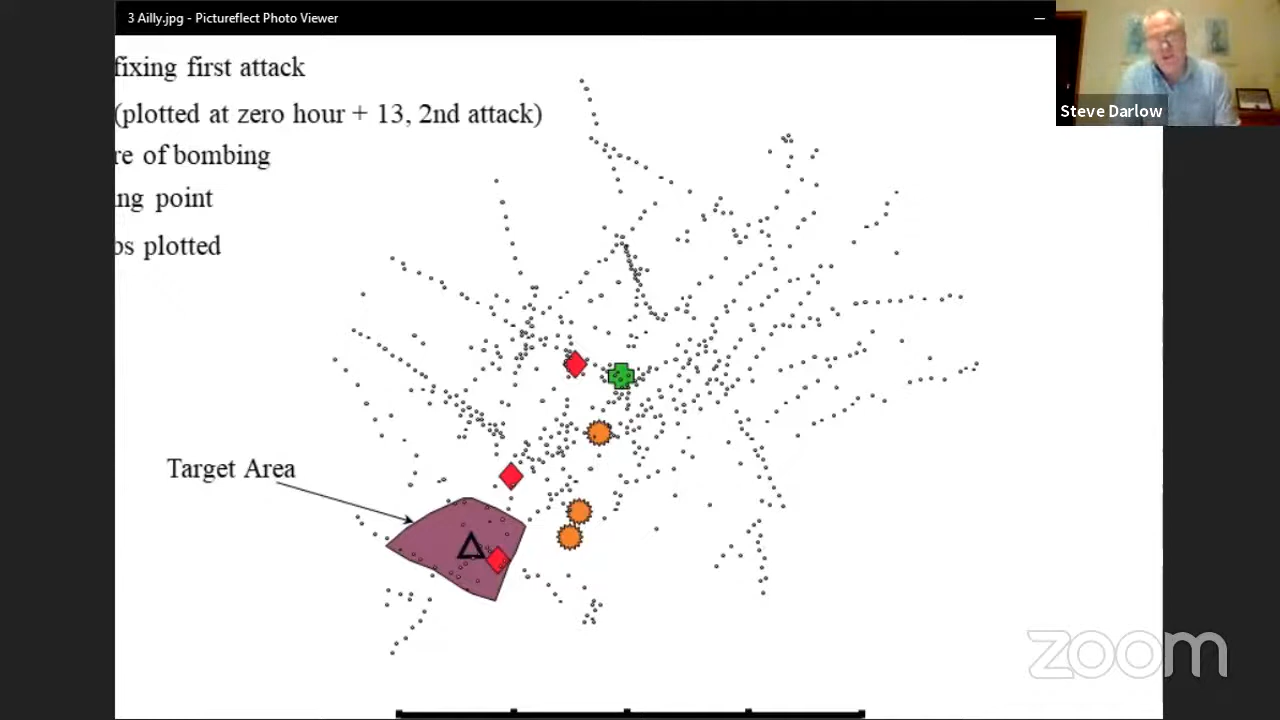 3 Ailly.jpg - Pictureflect Photo Viewer
Steve Darlow
fixing first attack
(plotted at zero hour + 13, 2nd attack)
re of bombing
ng point
bs plotted
Target Area
zoom